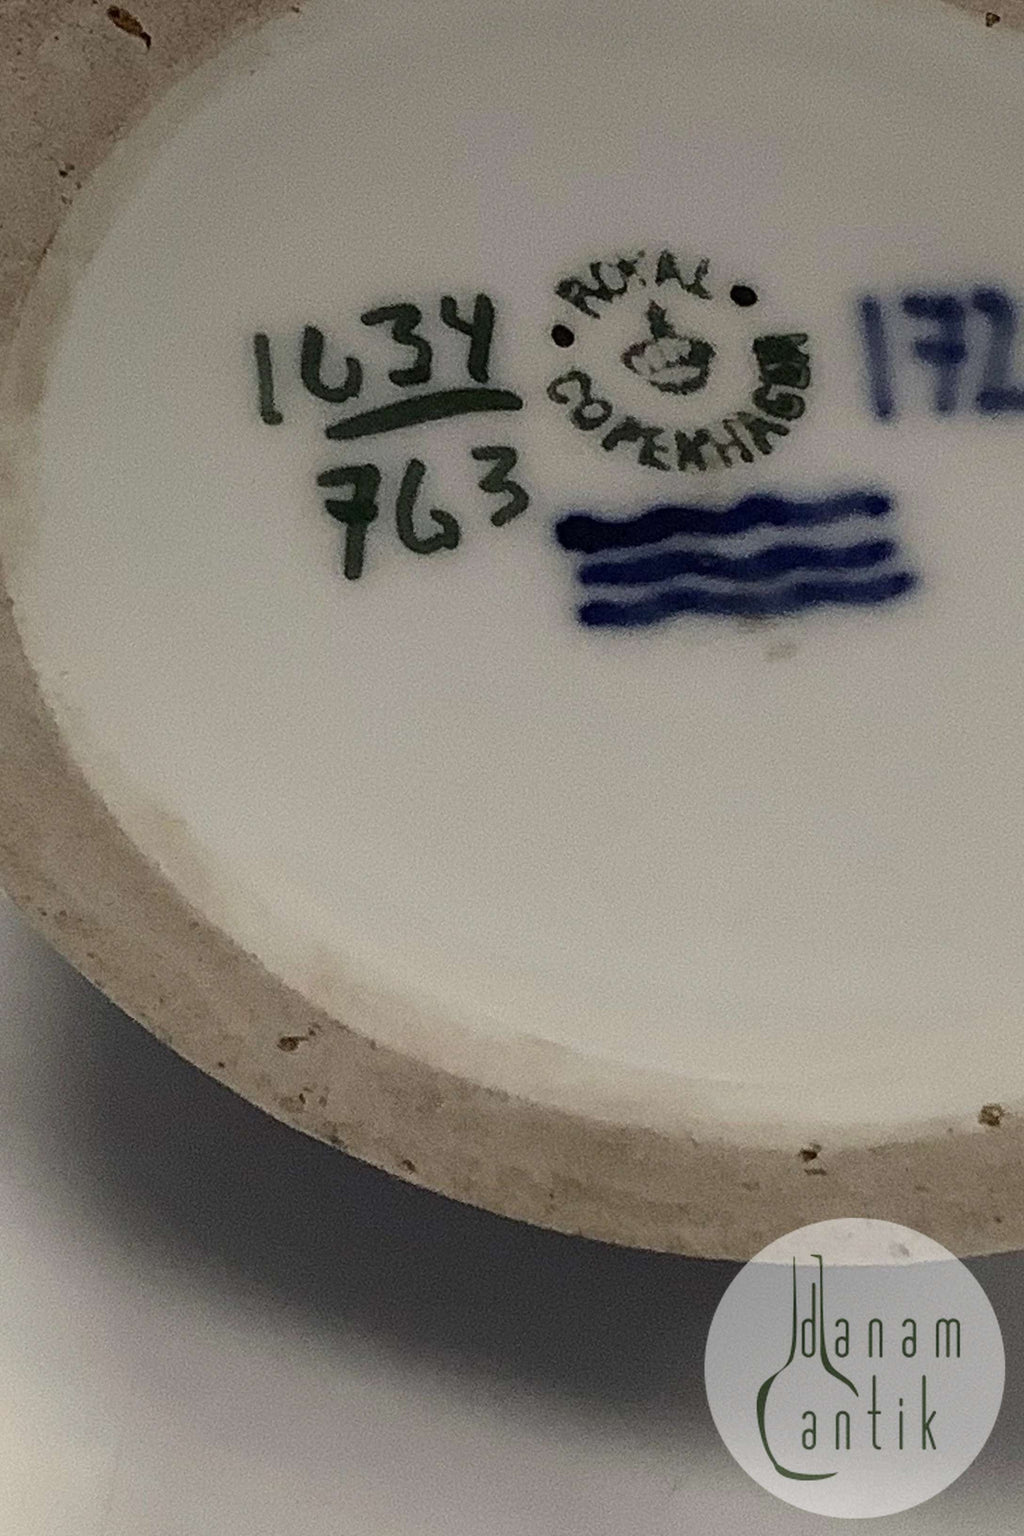 1634
763
ROYAL
COPENHAGEN
172
danam
antik